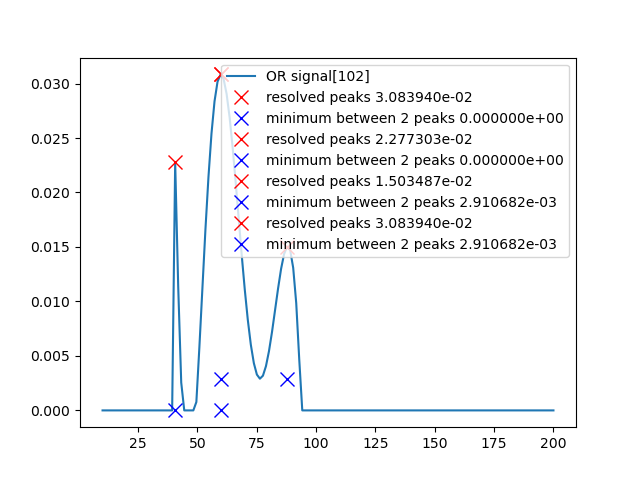 OR signal[102]
resolved peaks 3.083940e-02
minimum between 2 peaks 0.000000e+00
resolved peaks 2.277303e-02
minimum between 2 peaks 0.000000e+00
resolved peaks 1.503487e-02
minimum between 2 peaks 2.910682e-03
resolved peaks 3.083940e-02
minimum between 2 peaks 2.910682e-03
0.030
0.025
0.020
0.015
0.010
0.005
0.000
25 50 75 100 125 150 175 200